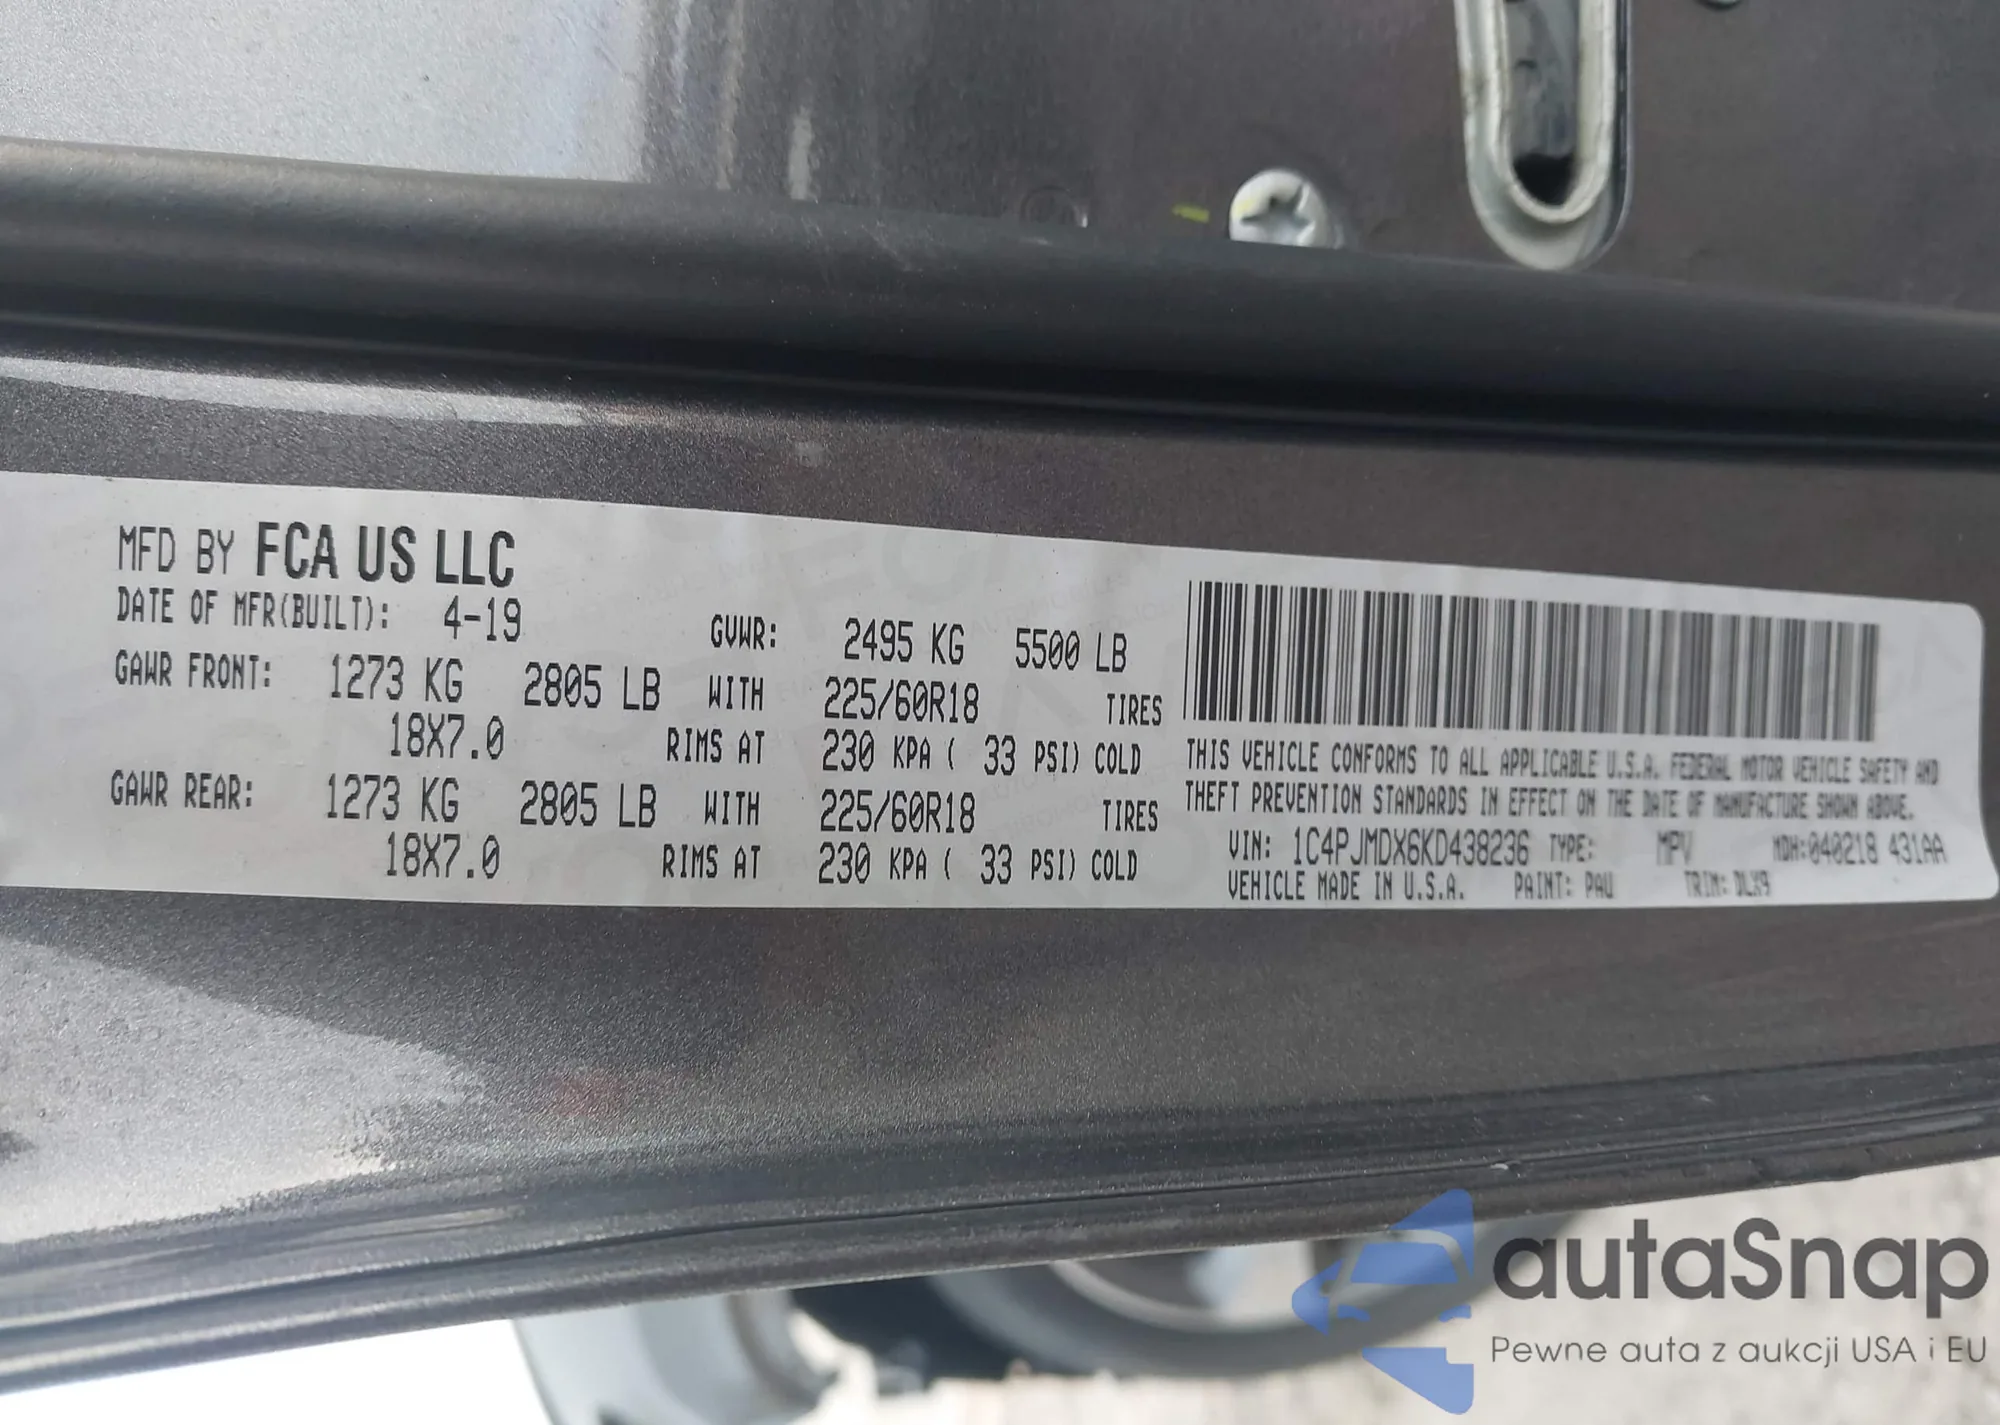 MFD BY FCA US LLC
DATE OF MFR(BUILT): 4-19 GVWR: 2495 KG 5500 LB
GAWR FRONT: 1273 KG 2805 LB WITH 225/60R18 TIRES
18X7.0 RIMS AT 230 KPA ( 33 PSI) COLD
GAWR REAR: 1273 KG 2805 LB WITH 225/60R18 TIRES
18X7.0 RIMS AT 230 KPA ( 33 PSI) COLD
THIS VEHICLE CONFORMS TO ALL APPLICABLE U.S.A. FEDERAL MOTOR VEHICLE SAFETY AND
THEFT PREVENTION STANDARDS IN EFFECT ON THE DATE OF MANUFACTURE SHOWN ABOVE.
VIN: 1C4PJMDX6KD438236 TYPE: MPV MDH:040218 431AA
VEHICLE MADE IN U.S.A. PAINT: PAU TRIM: DLX9
autaSnap
Pewne auta z aukcji USA i EU